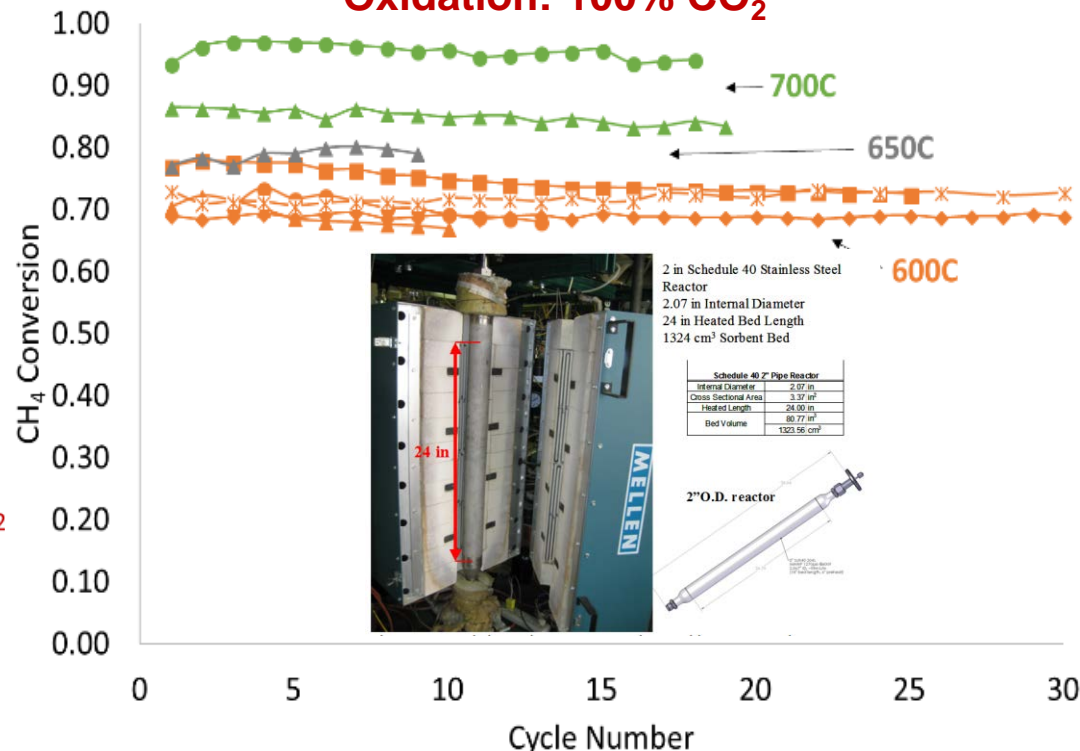 Oxidation: 100% CO₂
1.00
0.90
0.80
0.70
0.60
0.50
0.40
0.30
0.20
0.10
0.00
CH₄ Conversion
2
700C
650C
600C
2 in Schedule 40 Stainless Steel
Reactor
2.07 in Internal Diameter
24 in Heated Bed Length
1324 cm³ Sorbent Bed
Schedule 40 2" Pipe Reactor
Internal Diameter 2.07 in
Cross Sectional Area 3.37 in²
Heated Length 24.00 in
Bed Volume 80.77 in³
1323.56 cm³
24 in
MELLEN
2"O.D. reactor
0 5 10 15 20 25 30
Cycle Number